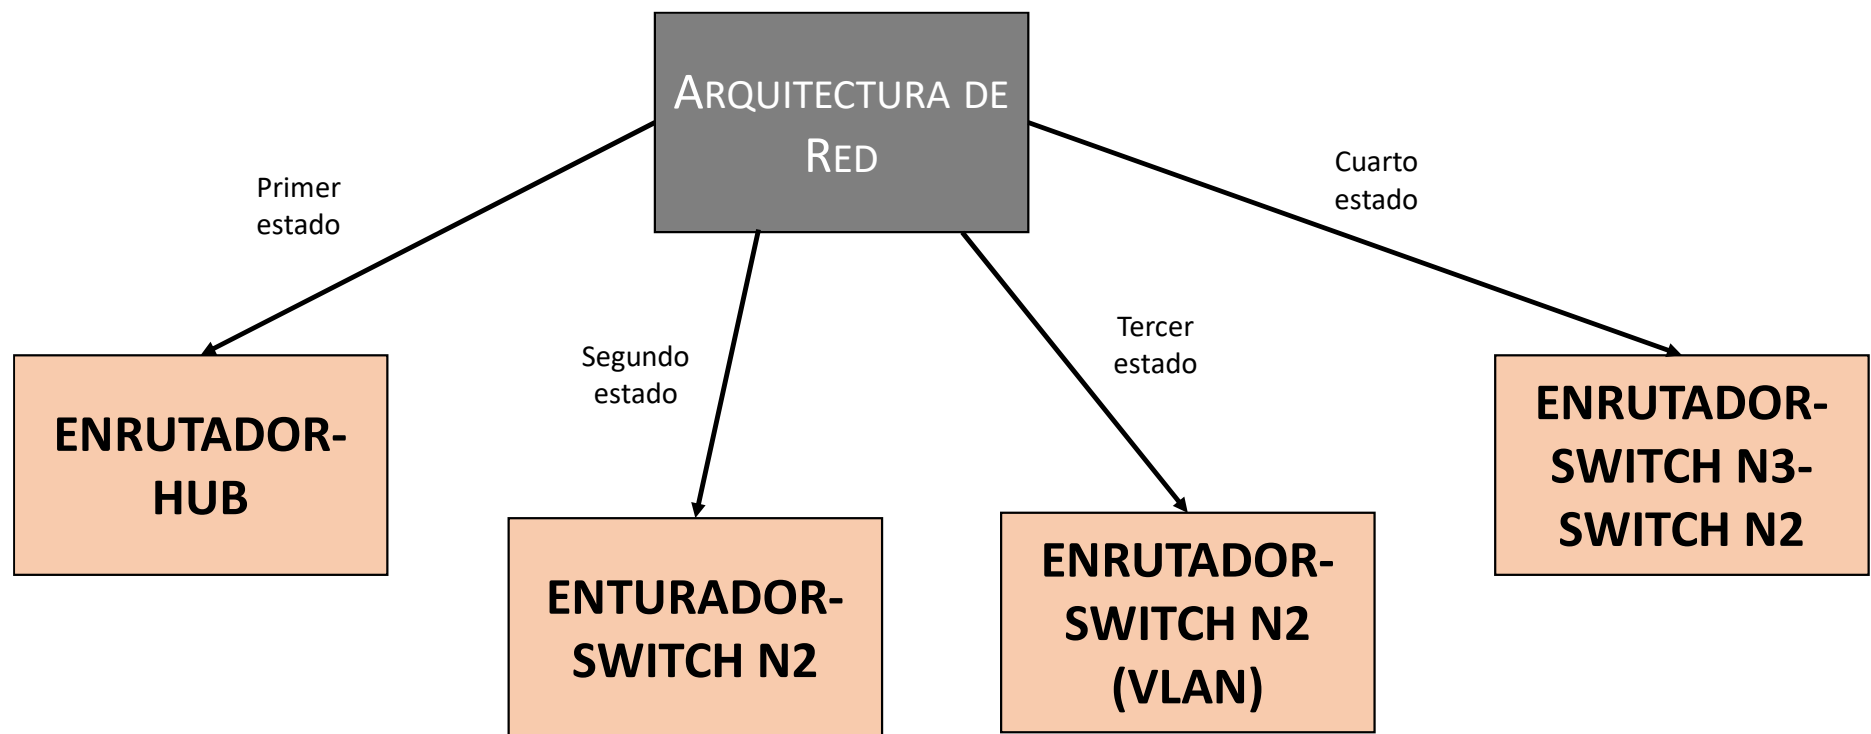 ARQUITECTURA DE
RED
Primer
estado
Cuarto
estado
Segundo
estado
Tercer
estado
ENRUTADOR-
HUB
ENTURADOR-
SWITCH N2
ENRUTADOR-
SWITCH N2
(VLAN)
ENRUTADOR-
SWITCH N3-
SWITCH N2